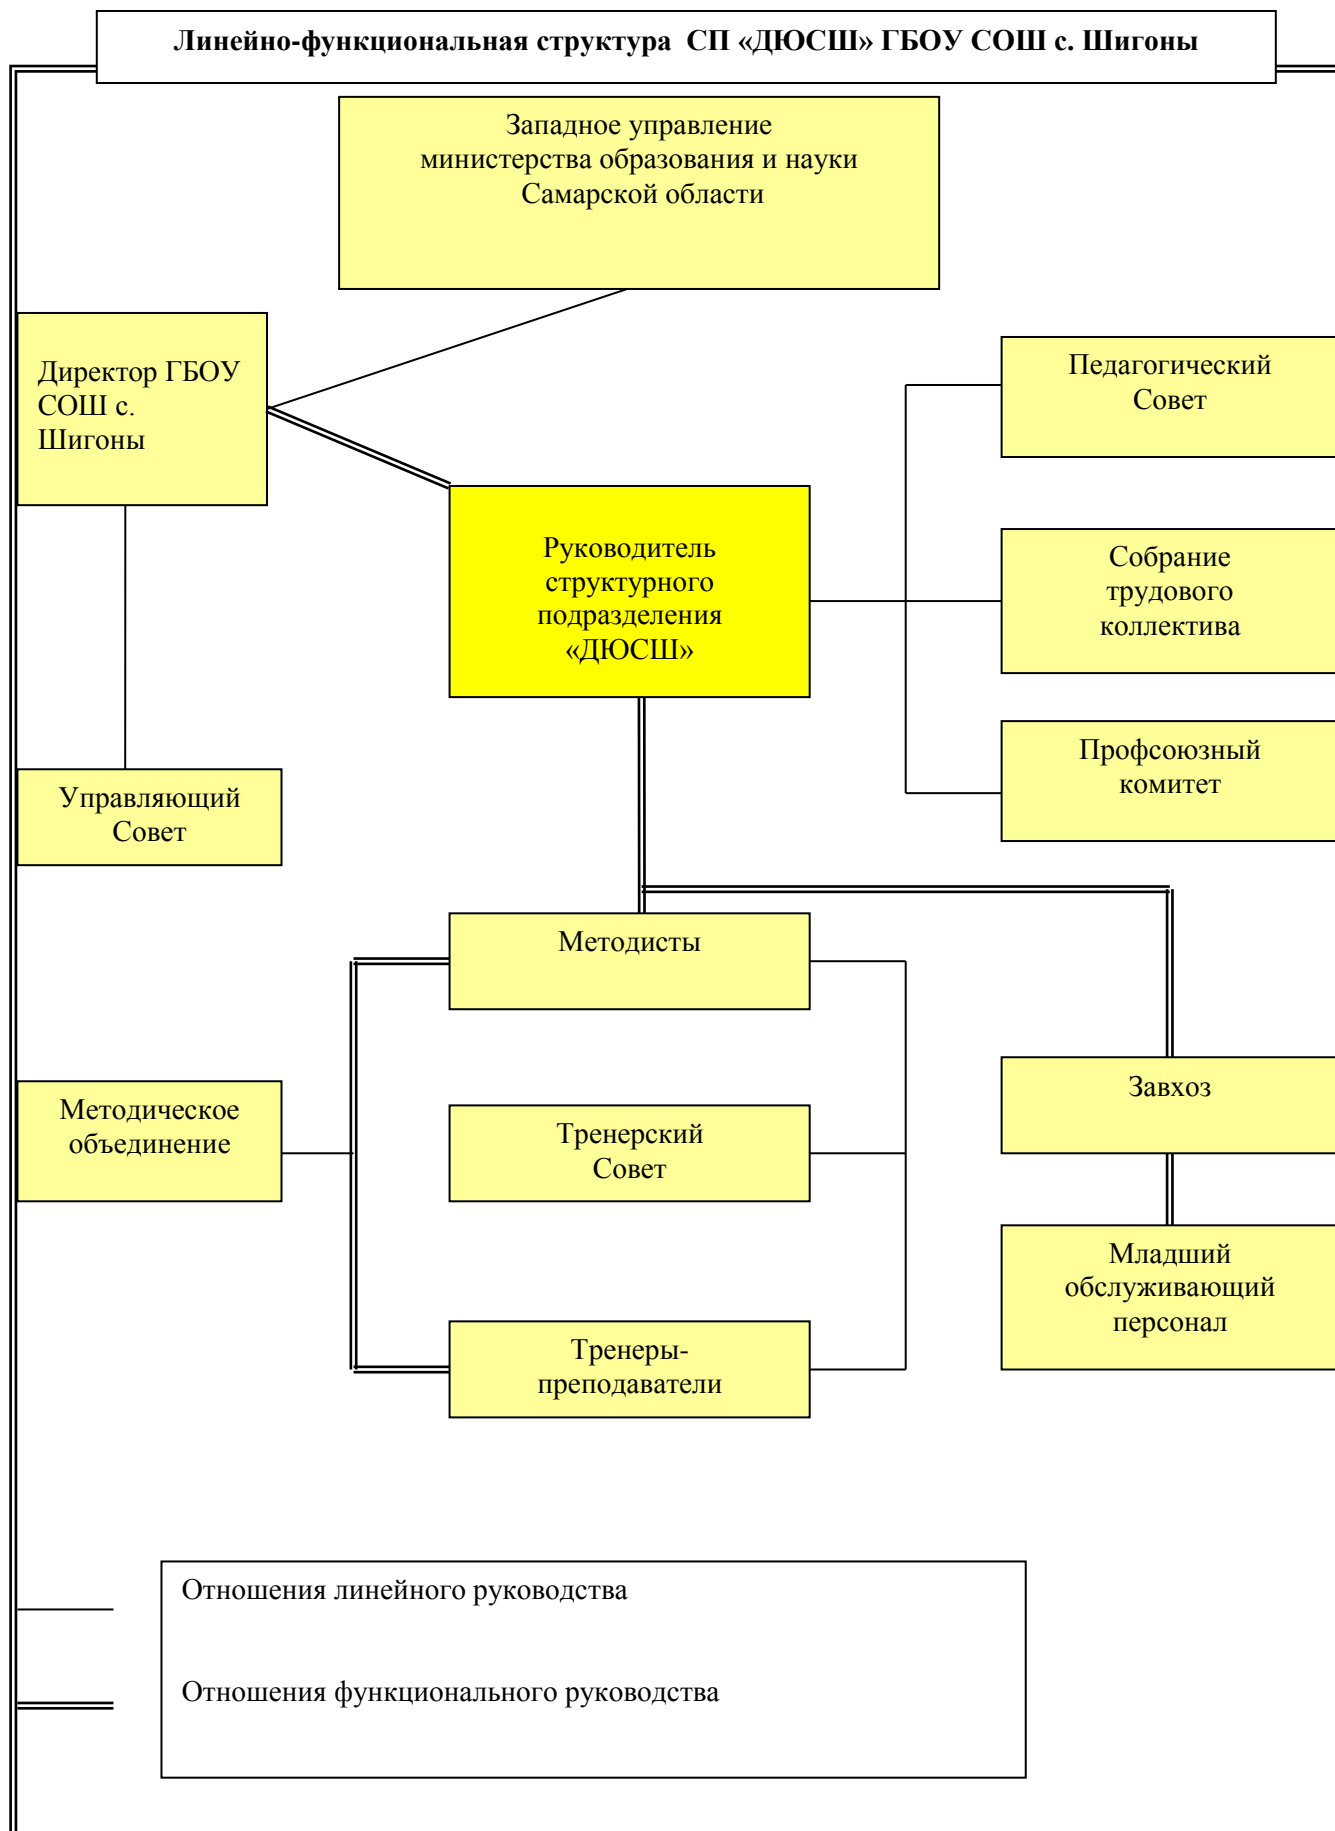 Линейно-функциональная структура СП «ДЮСШ» ГБОУ СОШ с. Шигоны
Западное управление
министерства образования и науки
Самарской области
Директор ГБОУ
СОШ с.
Шигоны
Педагогический
Совет
Руководитель
структурного
подразделения
«ДЮСШ»
Собрание
трудового
коллектива
Профсоюзный
комитет
Управляющий
Совет
Методисты
Методическое
объединение
Тренерский
Совет
Завхоз
Младший
обслуживающий
персонал
Тренеры-
преподаватели
Отношения линейного руководства
Отношения функционального руководства